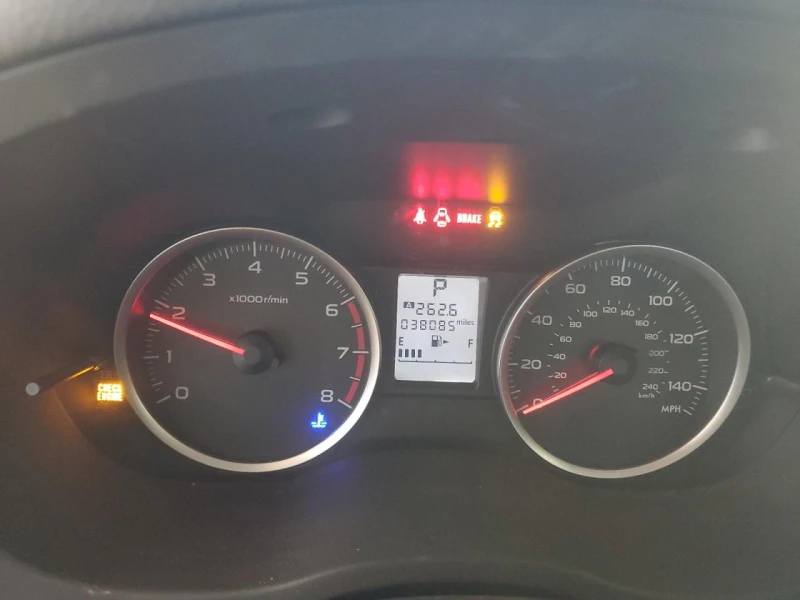 BRAKE
P
A 262.6
038085 miles
E F
CHECK
ENGINE
0 1 2 3 4 5 6 7 8
x1000r/min
0 20 40 60 80 100 120 140
MPH
20 40 60 80 100 120 140 160 180 200 220 240
km/h